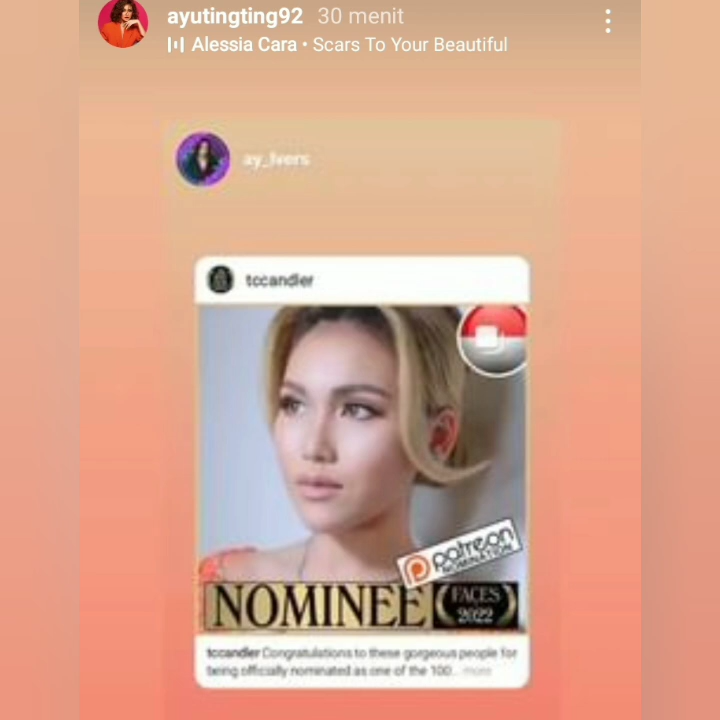 ayutingting92 30 menit
Alessia Cara • Scars To Your Beautiful
ay_lvers
tccandler
patreon
NOMINATION
NOMINEE
FACES
2022
tccandler Congratulations to these gorgeous people for
being officially nominated as one of the 100... more